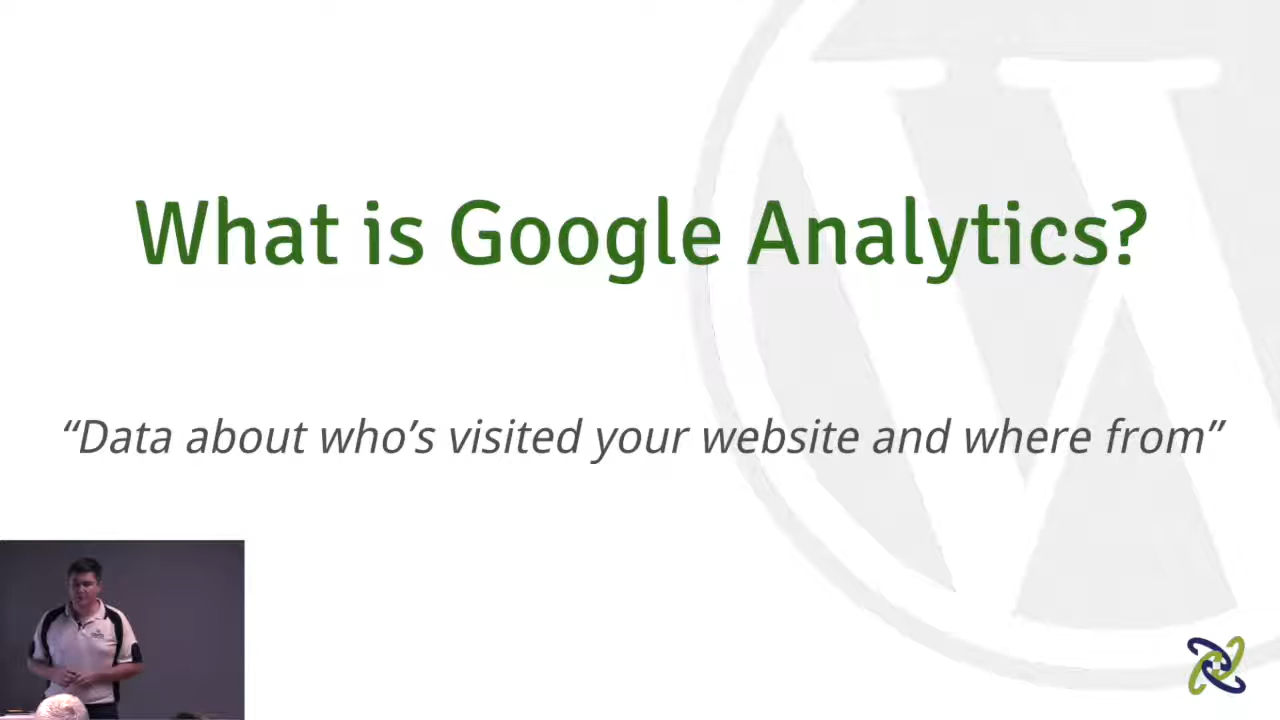 What is Google Analytics?
“Data about who’s visited your website and where from”